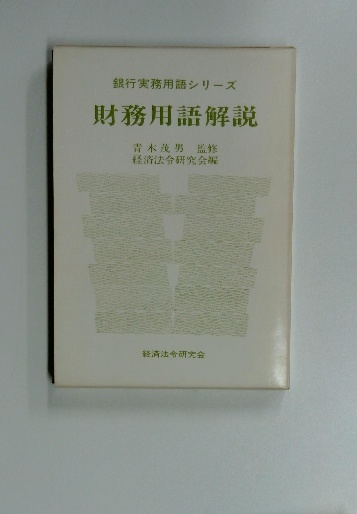 銀行実務用語シリーズ
財務用語解説
青木茂男 監修
経済法令研究会編
経済法令研究会